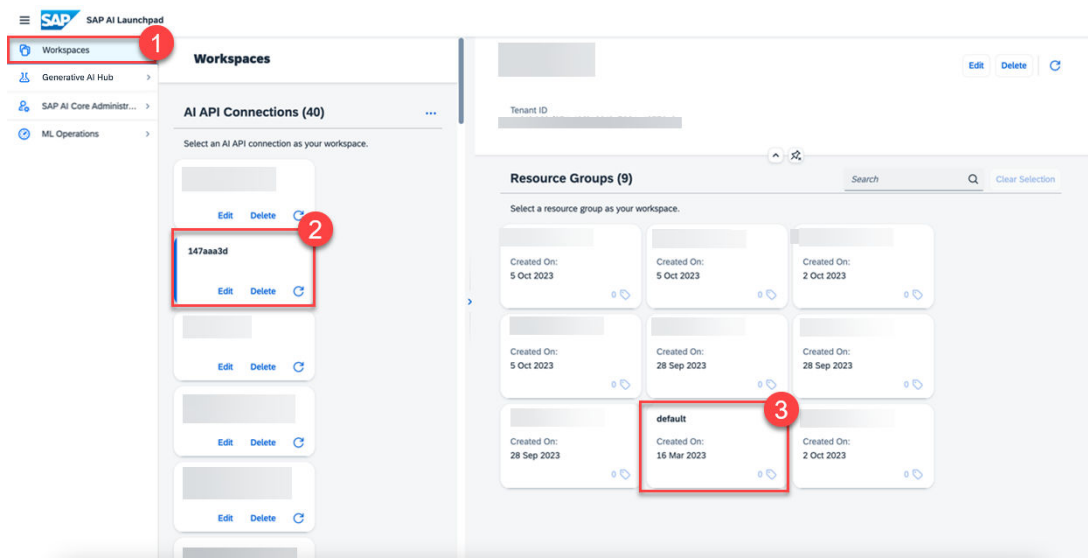 SAP SAP AI Launchpad
1
Workspaces
Generative AI Hub
SAP AI Core Administr...
ML Operations
Workspaces
AI API Connections (40)
Select an AI API connection as your workspace.
Edit Delete
2
147aaa3d
Edit Delete
Edit Delete
Edit Delete
Edit Delete
Edit Delete
Tenant ID
Resource Groups (9)
Search
Clear Selection
Select a resource group as your workspace.
Created On:
5 Oct 2023
0
Created On:
5 Oct 2023
0
Created On:
2 Oct 2023
0
Created On:
5 Oct 2023
0
Created On:
28 Sep 2023
0
Created On:
28 Sep 2023
0
Created On:
28 Sep 2023
0
3
default
Created On:
16 Mar 2023
0
Created On:
2 Oct 2023
0